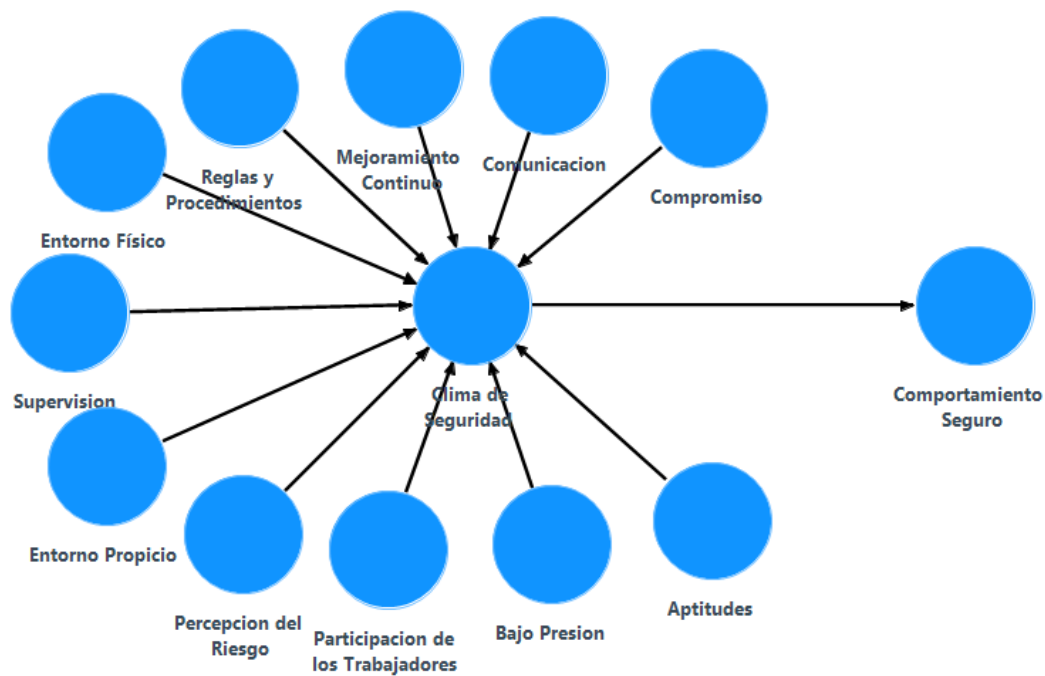 Mejoramiento
Continuo
Comunicacion
Reglas y
Procedimientos
Compromiso
Entorno Físico
Supervision
Clima de
Seguridad
Comportamiento
Seguro
Entorno Propicio
Percepcion del
Riesgo
Participacion de
los Trabajadores
Bajo Presion
Aptitudes